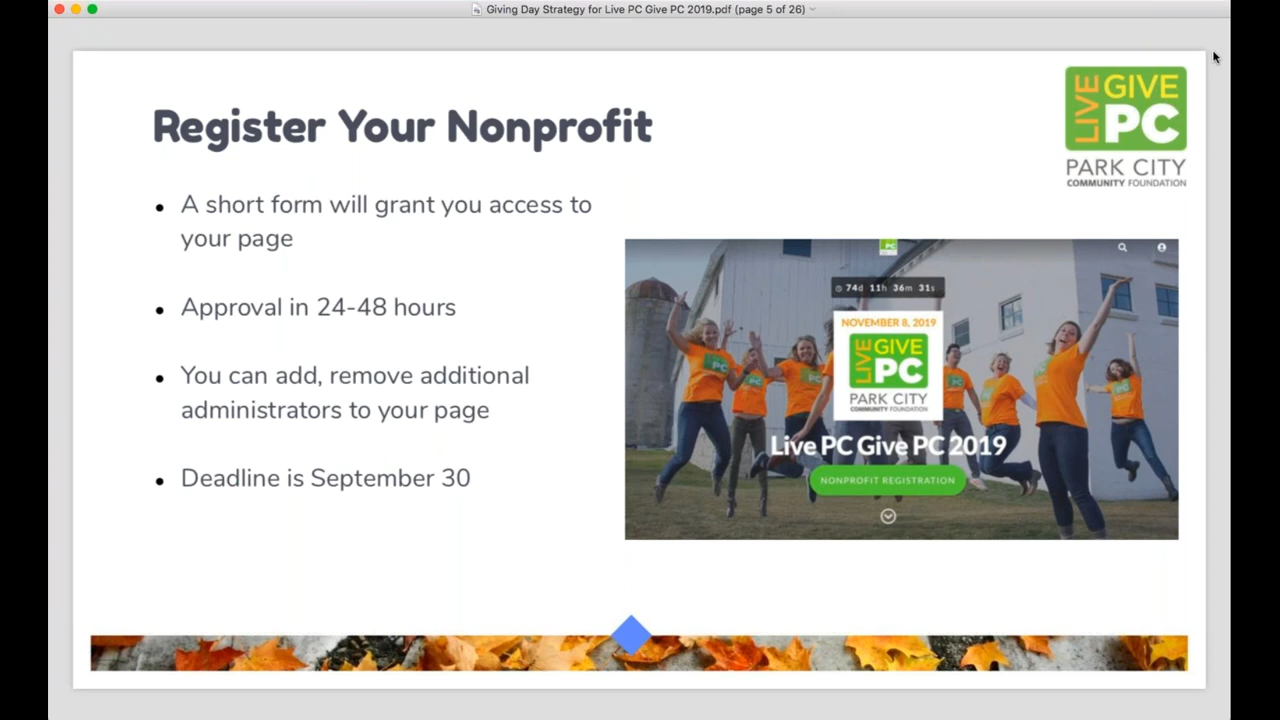 Giving Day Strategy for Live PC Give PC 2019.pdf (page 5 of 26)
LIVE GIVE PC
PARK CITY
COMMUNITY FOUNDATION
Register Your Nonprofit
• A short form will grant you access to
your page
• Approval in 24-48 hours
• You can add, remove additional
administrators to your page
• Deadline is September 30
PC
74d 11h 36m 31s
NOVEMBER 8, 2019
LIVE GIVE PC
PARK CITY
COMMUNITY FOUNDATION
Live PC Give PC 2019
NONPROFIT REGISTRATION